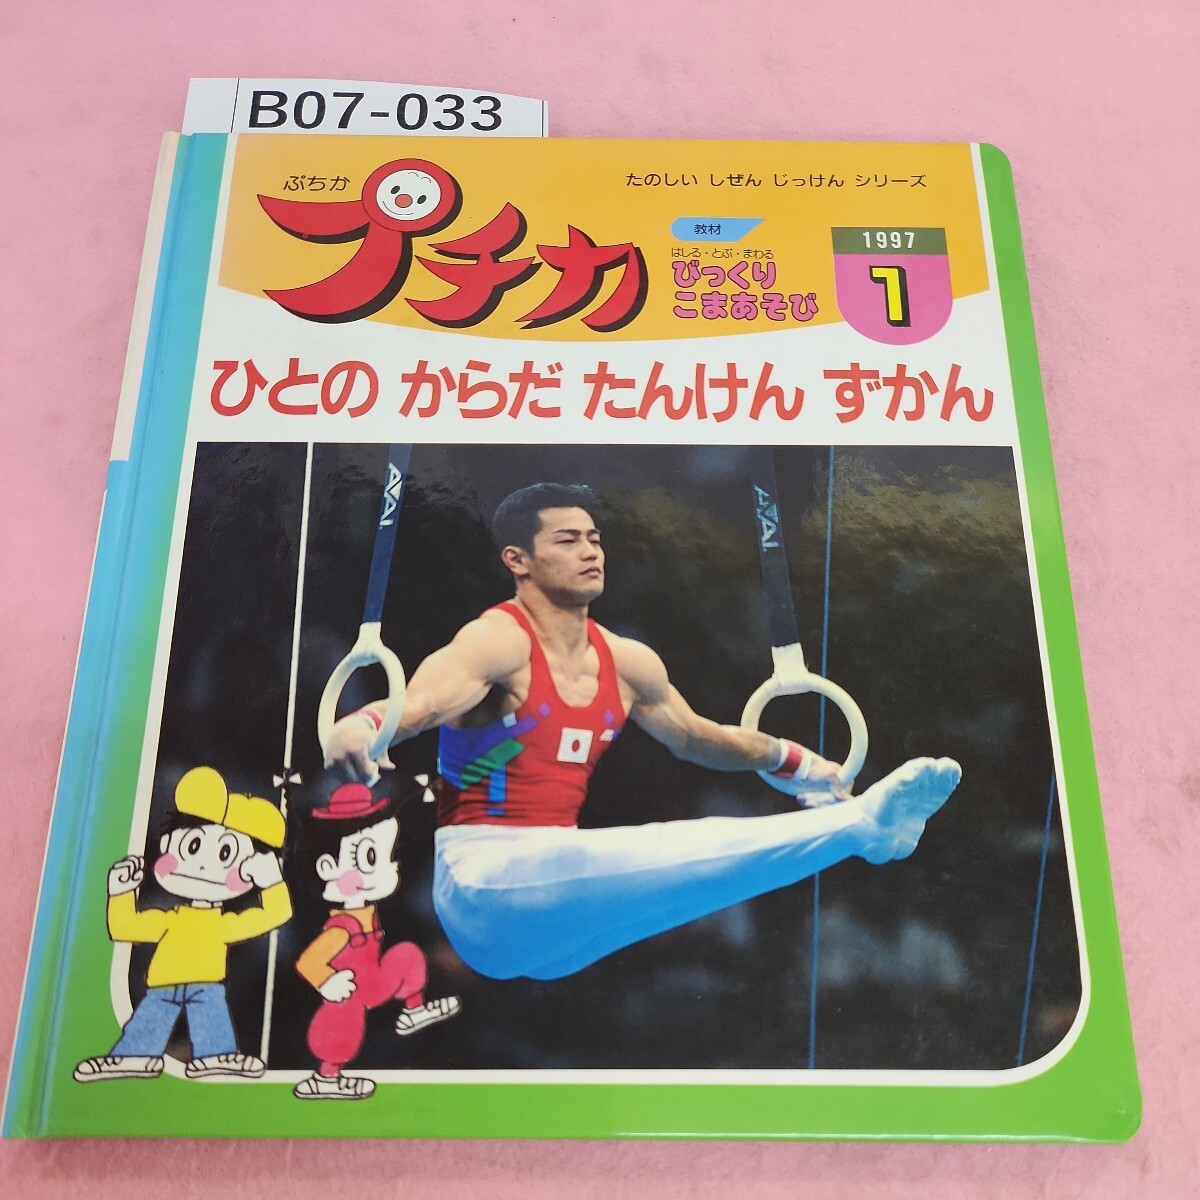 B07-033
ぷちか
プチカ
たのしい しぜん じっけん シリーズ
教材
はしる・とぶ・まわる
びっくり
こまあそび
1997
1
ひとの からだ たんけん ずかん
AVAI
AVAI